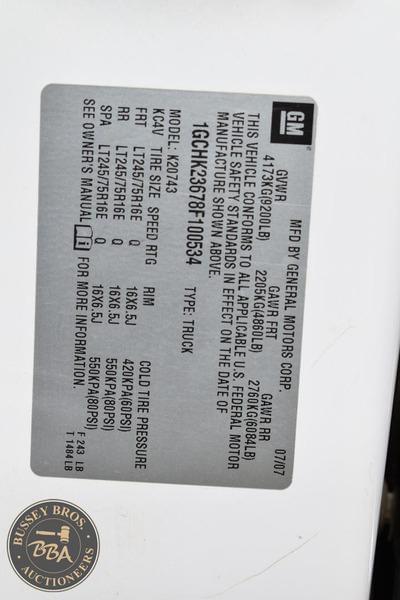 GM
MFD BY GENERAL MOTORS CORP. 07/07
GVWR GAWR FRT GAWR RR
4173KG(9200LB) 2205KG(4860LB) 2760KG(6084LB)
THIS VEHICLE CONFORMS TO ALL APPLICABLE U.S. FEDERAL MOTOR
VEHICLE SAFETY STANDARDS IN EFFECT ON THE DATE OF
MANUFACTURE SHOWN ABOVE.
1GCHK23678F100534 TYPE: TRUCK
MODEL: K20743
KC4V TIRE SIZE SPEED RTG RIM COLD TIRE PRESSURE
FRT LT245/75R16E Q 16X6.5J 420KPA(60PSI)
RR LT245/75R16E Q 16X6.5J 550KPA(80PSI)
SPA LT245/75R16E Q 16X6.5J 550KPA(80PSI)
SEE OWNER'S MANUAL i FOR MORE INFORMATION.
F 243 LB
T 1484 LB
BUSSEY BROS.
BBA
AUCTIONEERS